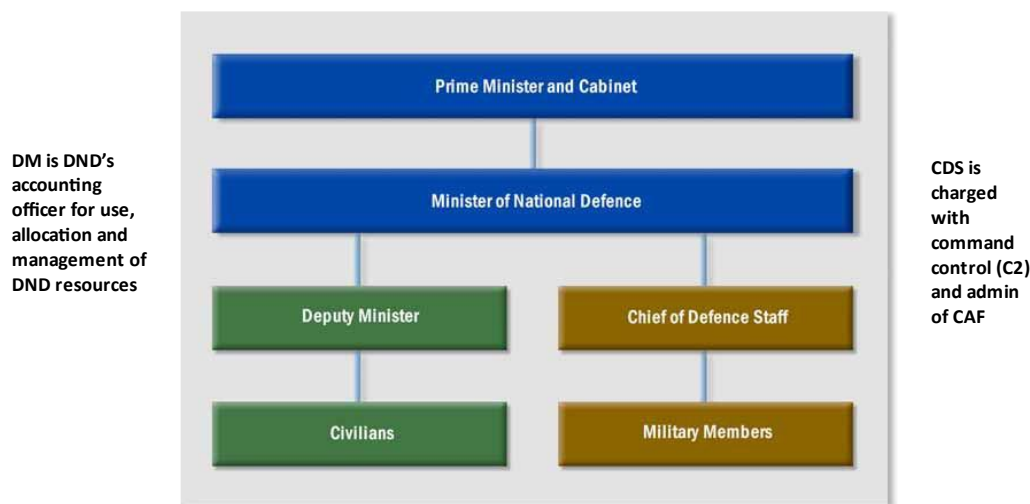 Prime Minister and Cabinet
DM is DND's
accounting
officer for use,
allocation and
management of
DND resources
Minister of National Defence
CDS is
charged
with
command
control (C2)
and admin
of CAF
Deputy Minister
Chief of Defence Staff
Civilians
Military Members